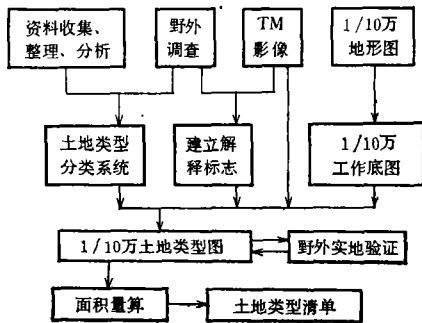 资料收集、
整理、分析
野外
调查
TM
影像
1/10万
地形图
土地类型
分类系统
建立解
释标志
1/10万
工作底图
1/10万土地类型图
野外实地验证
面积量算
土地类型清单